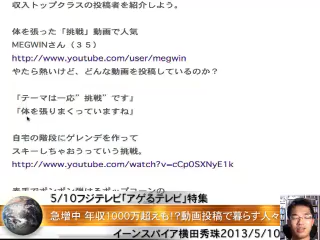 収入トップクラスの投稿者を紹介しよう。
体を張った「挑戦」動画で人気
MEGWINさん（３５）
http://www.youtube.com/user/megwin
やたら熱いけど、どんな動画を投稿しているのか？
『テーマは一応”挑戦”です』
「体を張りまくっていますね」
自宅の階段にゲレンデを作って
スキーしちゃおうっていう挑戦。
http://www.youtube.com/watch?v=cCp0SXNyE1k
5/10フジテレビ「アゲるテレビ」特集
急増中 年収1000万超えも!?動画投稿で暮らす人々
イーンスパイア横田秀珠2013/5/10